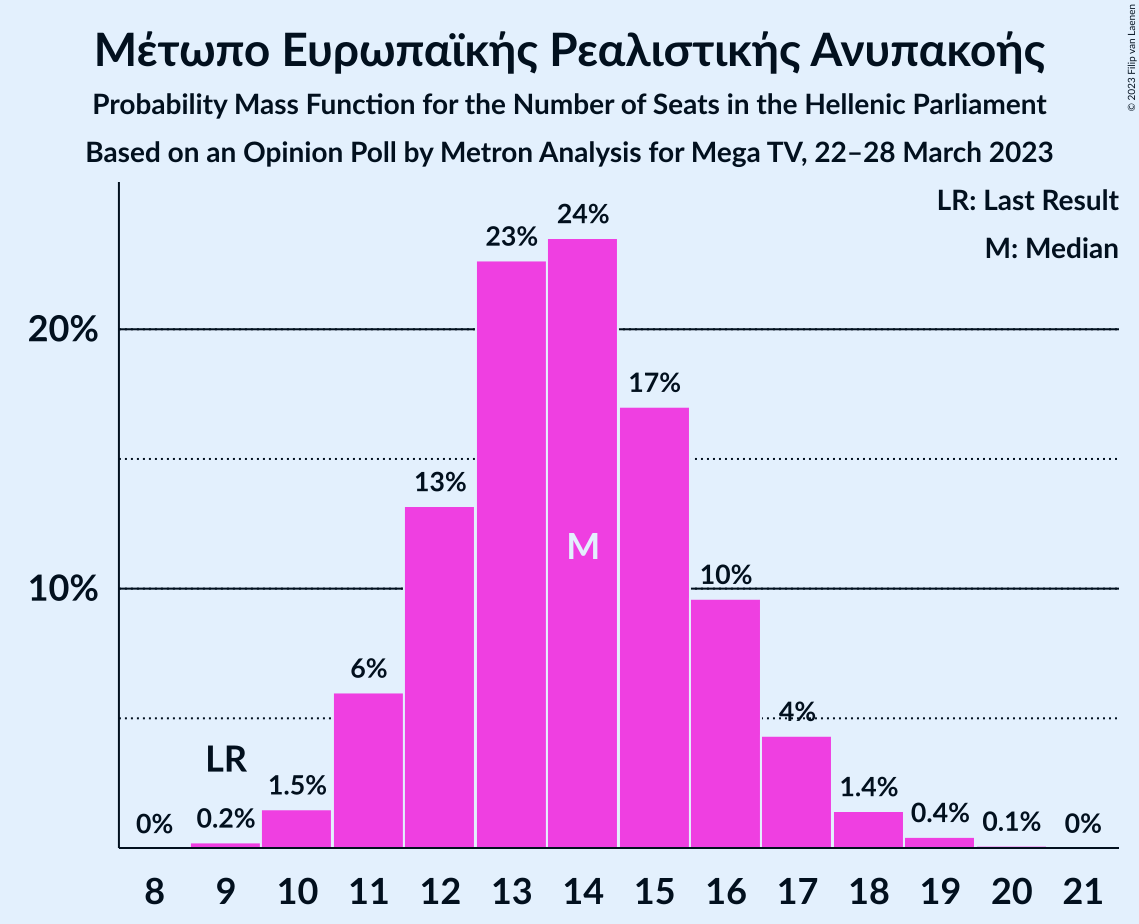 Μέτωπο Ευρωπαϊκής Ρεαλιστικής Ανυπακοής
Probability Mass Function for the Number of Seats in the Hellenic Parliament
Based on an Opinion Poll by Metron Analysis for Mega TV, 22–28 March 2023
© 2023 Filip van Laenen
LR: Last Result
M: Median
24%
23%
20%
17%
13%
M
10%
10%
6%
4%
LR
1.5%
1.4%
0%
0.2%
0.4%
0.1%
0%
8 9 10 11 12 13 14 15 16 17 18 19 20 21